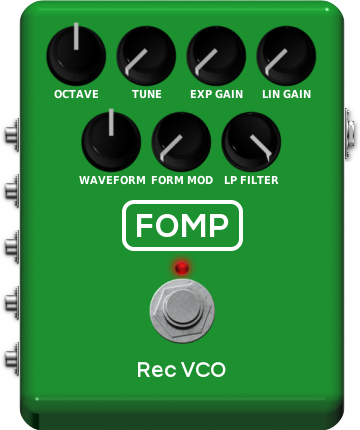 OCTAVE TUNE EXP GAIN LIN GAIN
WAVEFORM FORM MOD LP FILTER
FOMP
Rec VCO